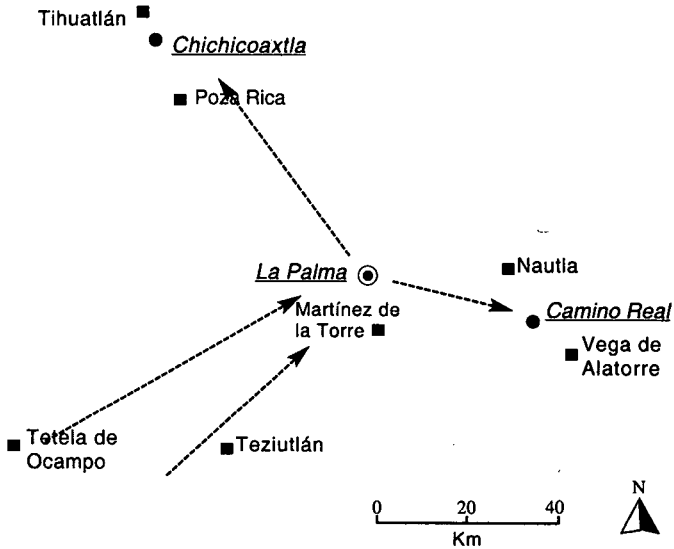 Tihuatlán
Chichicoaxtla
Poza Rica
La Palma
Nautla
Martínez de
la Torre
Camino Real
Vega de
Alatorre
Tetela de
Ocampo
Teziutlán
N
0 20 40
Km